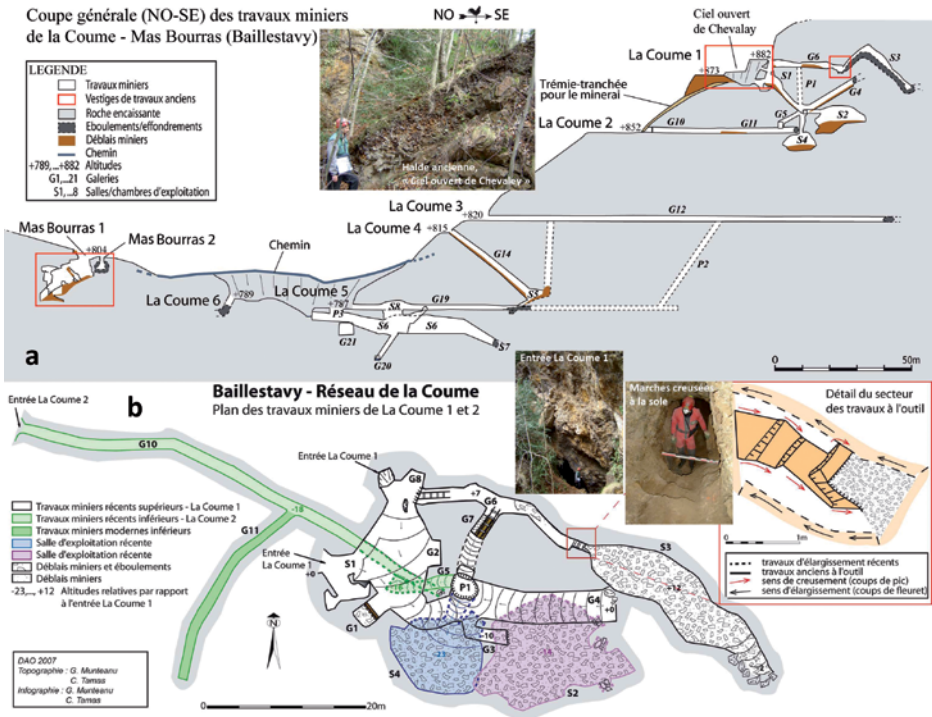 Coupe générale (NO-SE) des travaux miniers
de la Coume - Mas Bourras (Baillestavy)
NO SE
LEGENDE
Travaux miniers
Vestiges de travaux anciens
Roche encaissante
Eboulements/effondrements
Déblais miniers
Chemin
+789,...+882 Altitudes
G1,...21 Galeries
S1,...8 Salles/chambres d'exploitation
Halde ancienne,
« Ciel ouvert de Chevaley »
Ciel ouvert
de Chevalay
La Coume 1
+882
+873
G6
S3
S1
P1
G4
G5
S2
S4
Trémie-tranchée
pour le minerai
La Coume 2
+852
G10
G11
La Coume 3
+820
G12
La Coume 4
+815
G14
P2
S5
Mas Bourras 1
+804
Mas Bourras 2
Chemin
La Coume 6
+789
La Coume 5
+787
P3
S8
G19
S6
S6
G21
G20
S7
0 50m
a
b
Baillestavy - Réseau de la Coume
Plan des travaux miniers de La Coume 1 et 2
Entrée La Coume 2
G10
Entrée La Coume 1
G8
+7
G6
G7
-18
G11
G2
S1
G5
Entrée
La Coume 1
+0
P1
G1
G4
+0
-10
G3
S3
+12
-23
S4
S2
Travaux miniers récents supérieurs - La Coume 1
Travaux miniers récents inférieurs - La Coume 2
Travaux miniers modernes inférieurs
Salle d'exploitation récente
Salle d'exploitation récente
Déblais miniers et éboulements
Déblais miniers
-23,..., +12 Altitudes relatives par rapport
à l'entrée La Coume 1
N
DAO 2007
Topographie : G. Munteanu
C. Tamas
Infographie : G. Munteanu
C. Tamas
0 20m
Entrée La Coume 1
Marches creusées
à la sole
Détail du secteur
des travaux à l'outil
0 1m
travaux d'élargissement récents
travaux anciens à l'outil
sens de creusement (coups de pic)
sens d'élargissement (coups de fleuret)